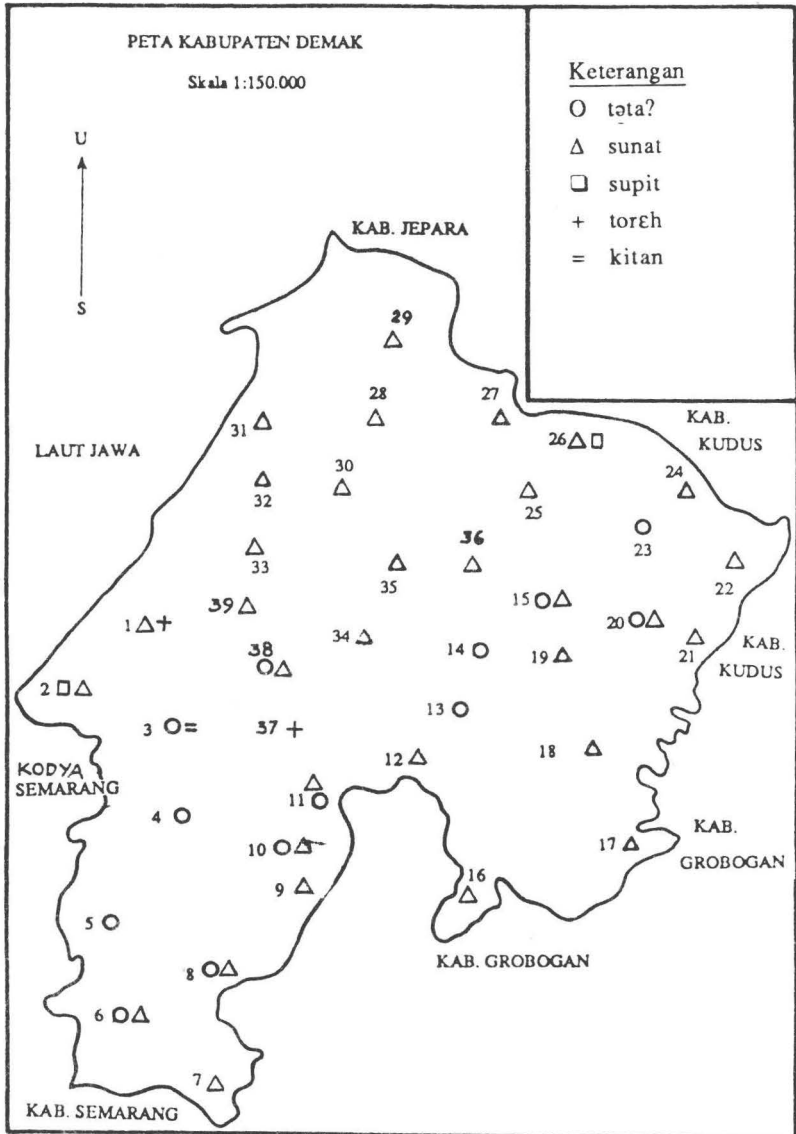 PETA KABUPATEN DEMAK
Skala 1:150.000
Keterangan
O tə̱ta?
△ sunat
□ supit
+ torɛh
= kitan
U
S
KAB. JEPARA
29
28
27
31
26
KAB.
KUDUS
LAUT JAWA
30
24
32
25
23
36
33
35
22
39
15
1
20
34
14
19
21
KAB.
KUDUS
38
2
13
3
37
18
12
KODYA
SEMARANG
11
4
10
17
KAB.
GROBOGAN
9
16
5
KAB. GROBOGAN
8
6
7
KAB. SEMARANG